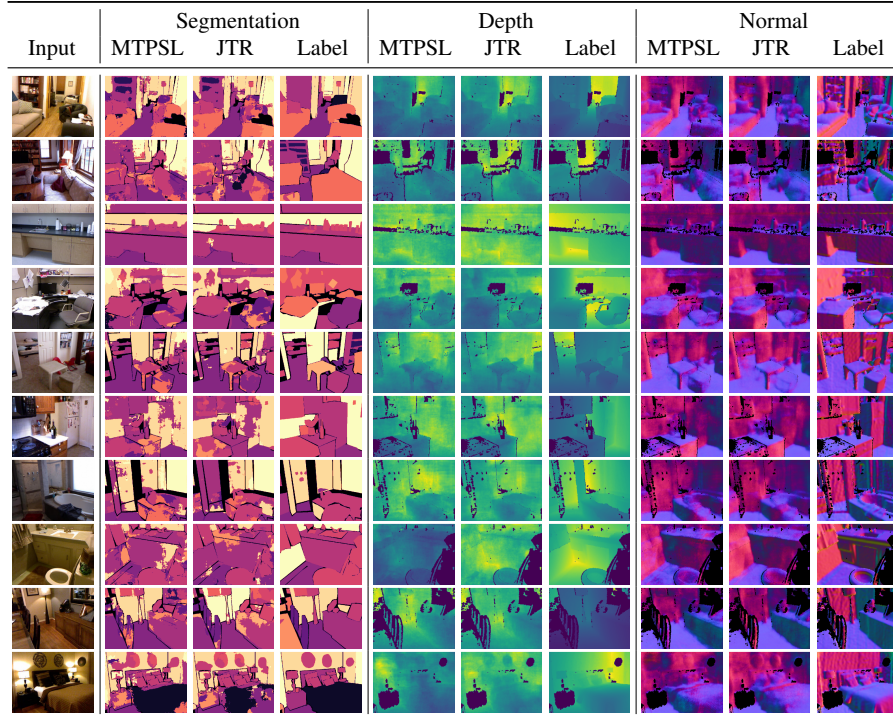 Segmentation Depth Normal
Input MTPSL JTR Label MTPSL JTR Label MTPSL JTR Label